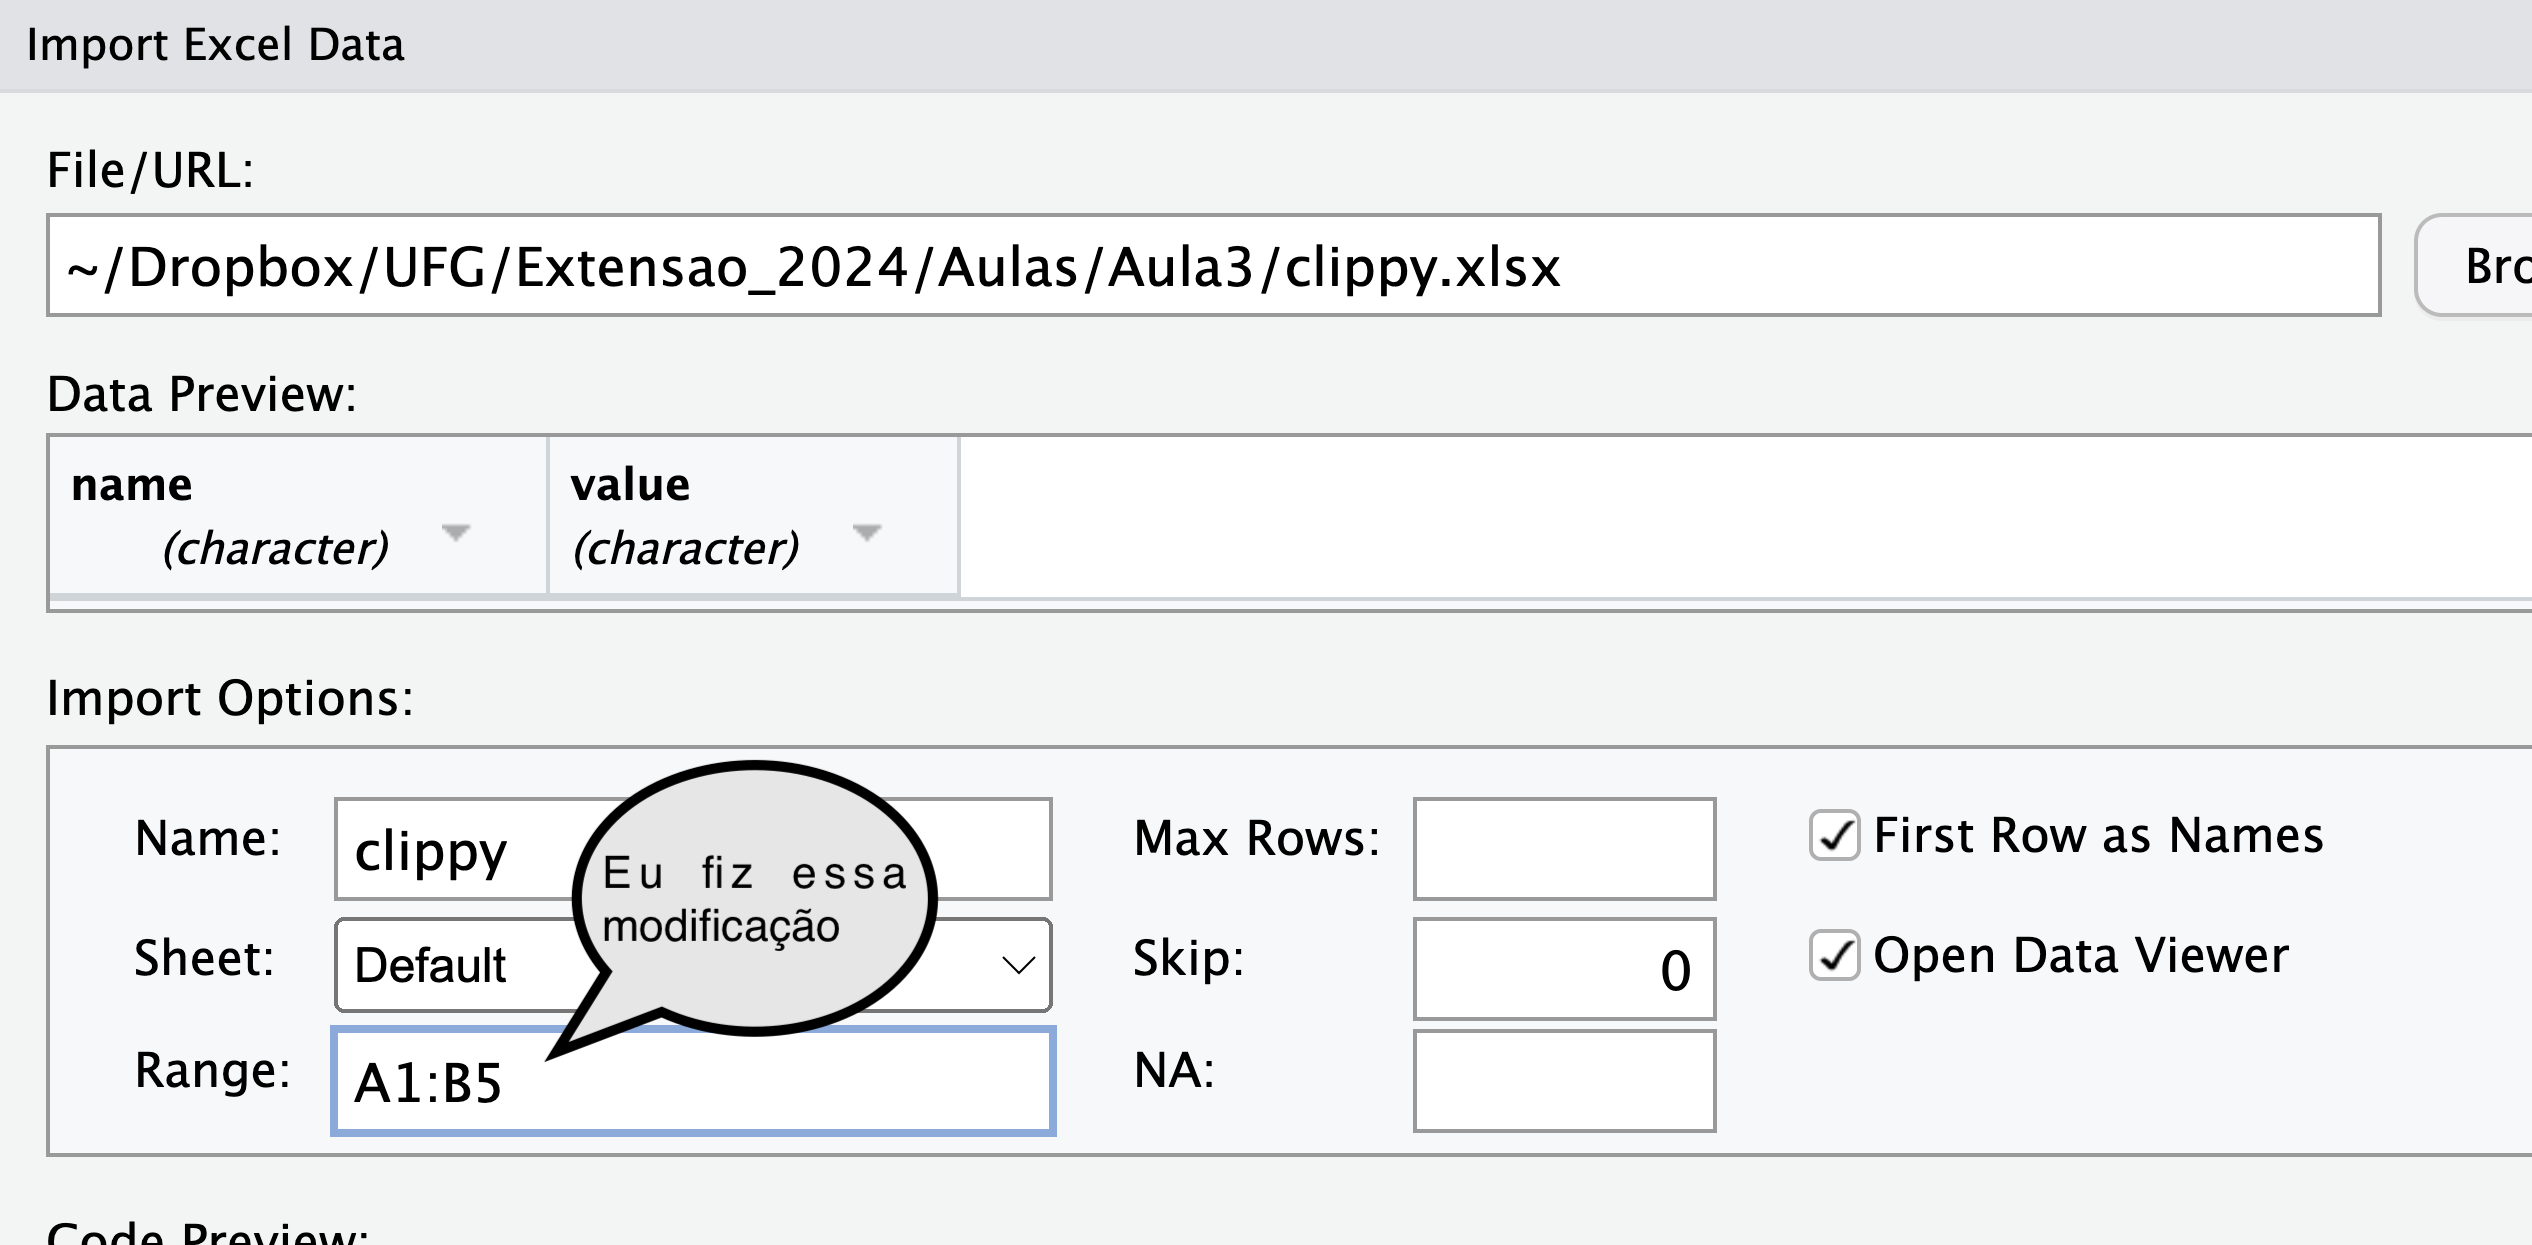 Import Excel Data
File/URL:
~/Dropbox/UFG/Extensao_2024/Aulas/Aula3/clippy.xlsx
Data Preview:
name value
(character) (character)
Import Options:
Name: clippy Max Rows: First Row as Names
Eu fiz essa
modificação
Sheet: Default Skip: 0 Open Data Viewer
Range: A1:B5 NA:
Code Preview: